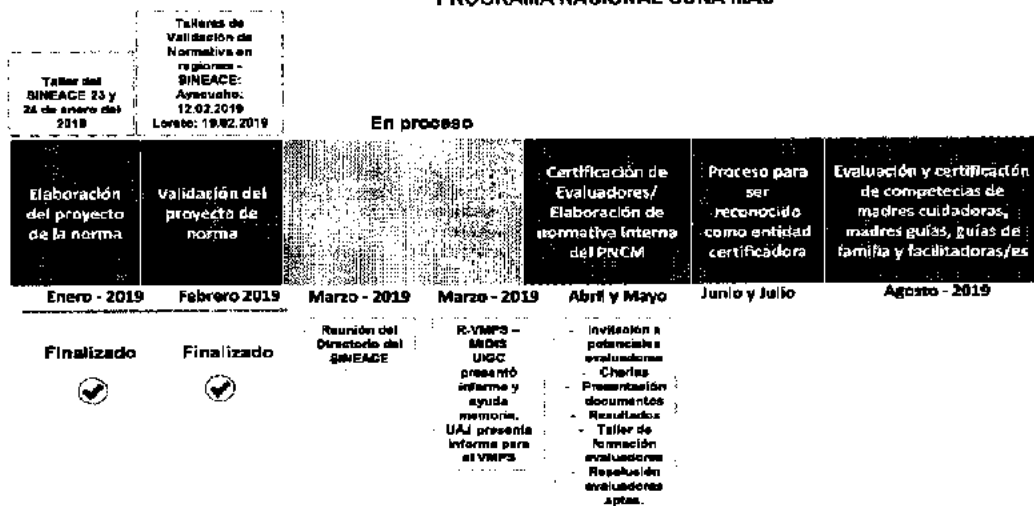 PROGRAMA NACIONAL CUNA MAS
Taller del
SINEACE 23 y
24 de enero del
2019
Talleres de
Validación de
Normativa en
regiones –
SINEACE:
Ayacucho:
12.02.2019
Loreto: 19.02.2019
En proceso
Elaboración
del proyecto
de la norma
Validación del
proyecto de
norma
Certificación de
Evaluadores/
Elaboración de
normativa Interna
del PNCM
Proceso para
ser
reconocido
como entidad
certificadora
Evaluación y certificación
de competecias de
madres cuidadoras,
madres guías, guías de
familia y facilitadoras/es
Enero - 2019
Febrero 2019
Marzo - 2019
Marzo - 2019
Abril y Mayo
Junio y Julio
Agosto - 2019
Finalizado
Finalizado
Reunión del
Directorio del
SINEACE
R-VMPS –
MIDIS
UIGC
presentó
informe y
ayuda
memoria.
UAJ presenta
informe para
el VMPS
- Invitación a
potenciales
evaluadores
- Charlas
- Presentación
documentos
- Resultados
- Taller de
formación
evaluadores
- Resolución
evaluadores
aptos.